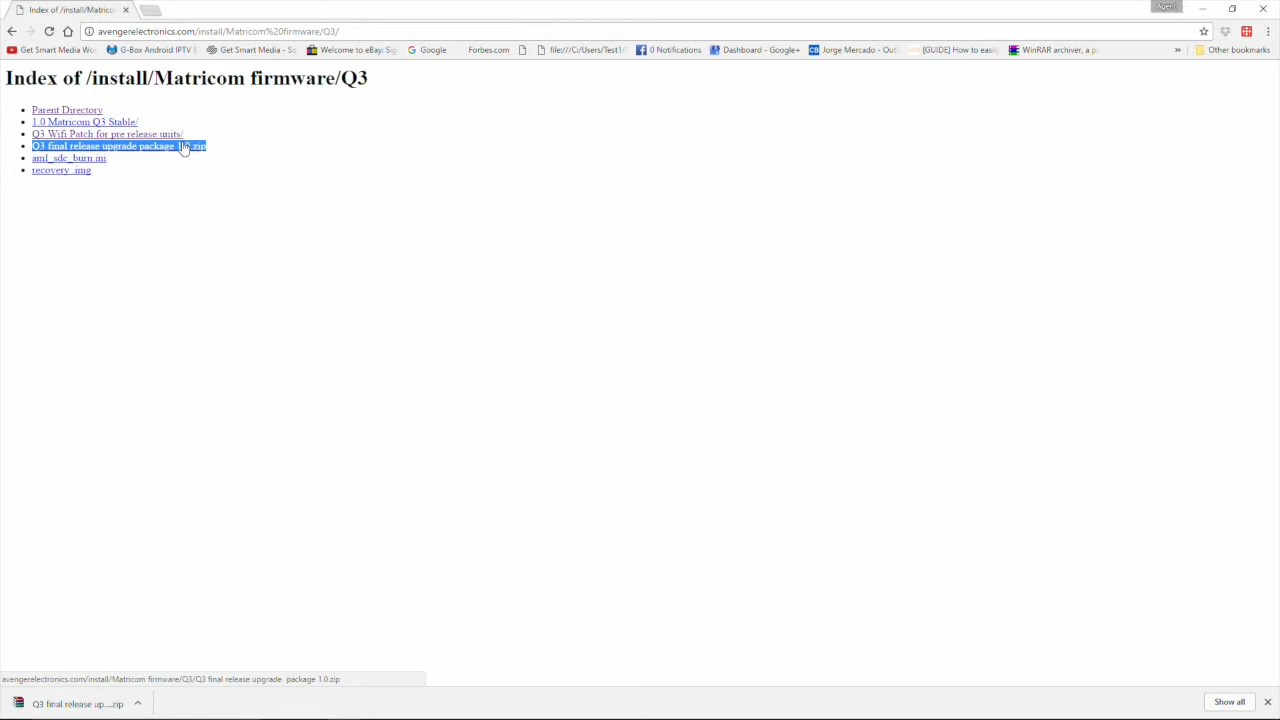 Index of /install/Matrico
Agent
avengerelectronics.com/install/Matricom%20firmware/Q3/
Get Smart Media Wo
G-Box Android IPTV B
Get Smart Media - Sq
Welcome to eBay: Sig
Google
Forbes.com
file:///C:/Users/Test1/
0 Notifications
Dashboard - Google+
Jorge Mercado - Out
[GUIDE] How to easily
WinRAR archiver, a po
»
Other bookmarks
Index of /install/Matricom firmware/Q3
Parent Directory
1.0 Matricom Q3 Stable/
Q3 Wifi Patch for pre release units/
Q3 final release upgrade package 1.0.zip
aml_sdc_burn.ini
recovery .img
avengerelectronics.com/install/Matricom firmware/Q3/Q3 final release upgrade package 1.0.zip
Q3 final release up....zip
Show all